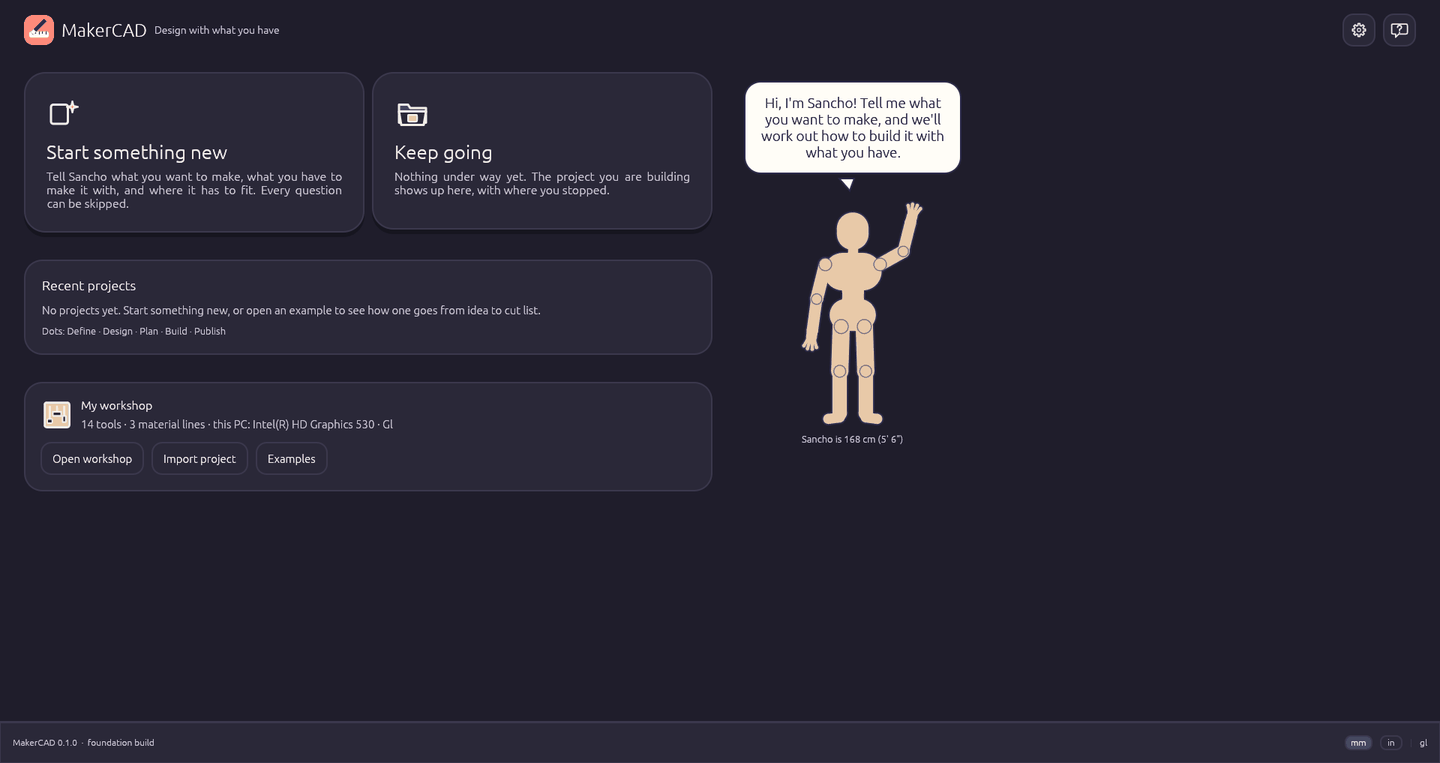 MakerCAD Design with what you have
Start something new
Tell Sancho what you want to make, what you have to
make it with, and where it has to fit. Every question
can be skipped.
Keep going
Nothing under way yet. The project you are building
shows up here, with where you stopped.
Hi, I'm Sancho! Tell me what
you want to make, and we'll
work out how to build it with
what you have.
Sancho is 168 cm (5' 6")
Recent projects
No projects yet. Start something new, or open an example to see how one goes from idea to cut list.
Dots: Define · Design · Plan · Build · Publish
My workshop
14 tools · 3 material lines · this PC: Intel(R) HD Graphics 530 · Gl
Open workshop
Import project
Examples
MakerCAD 0.1.0 · foundation build
mm
in
gl